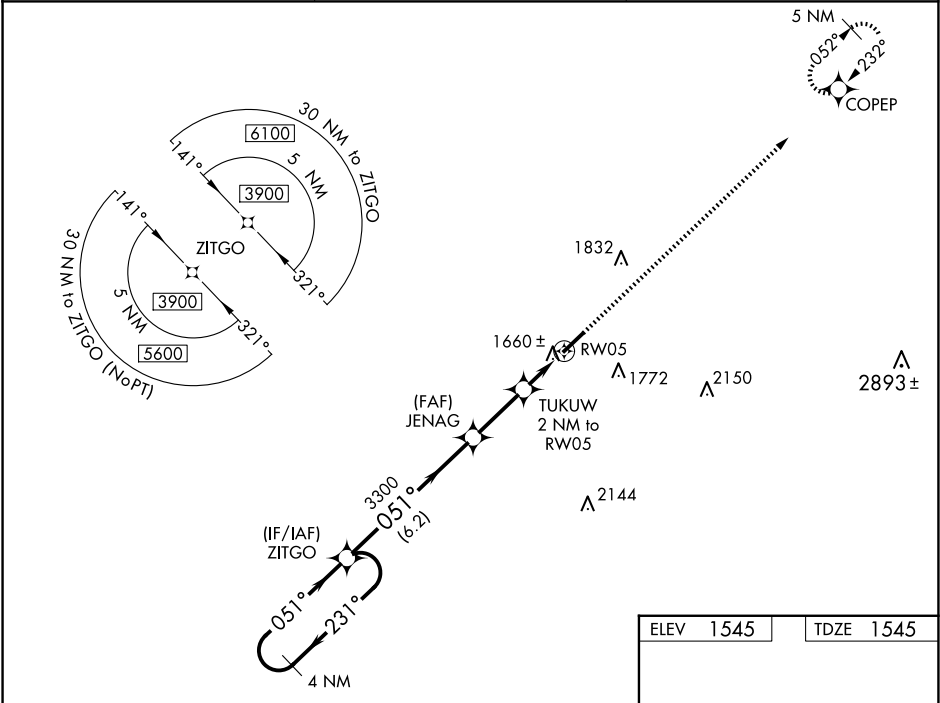 5 NM
052°
232°
COPEP
30 NM to ZITGO
6100
141°
5 NM
3900
321°
ZITGO
141°
30 NM to ZITGO (NoPT)
5 NM
3900
321°
5600
1832
1660 ±
RW05
1772
2150
2893 ±
(FAF)
JENAG
TUKUW
2 NM to
RW05
3300
051°
(6.2)
2144
(IF/IAF)
ZITGO
051°
231°
4 NM
ELEV 1545
TDZE 1545